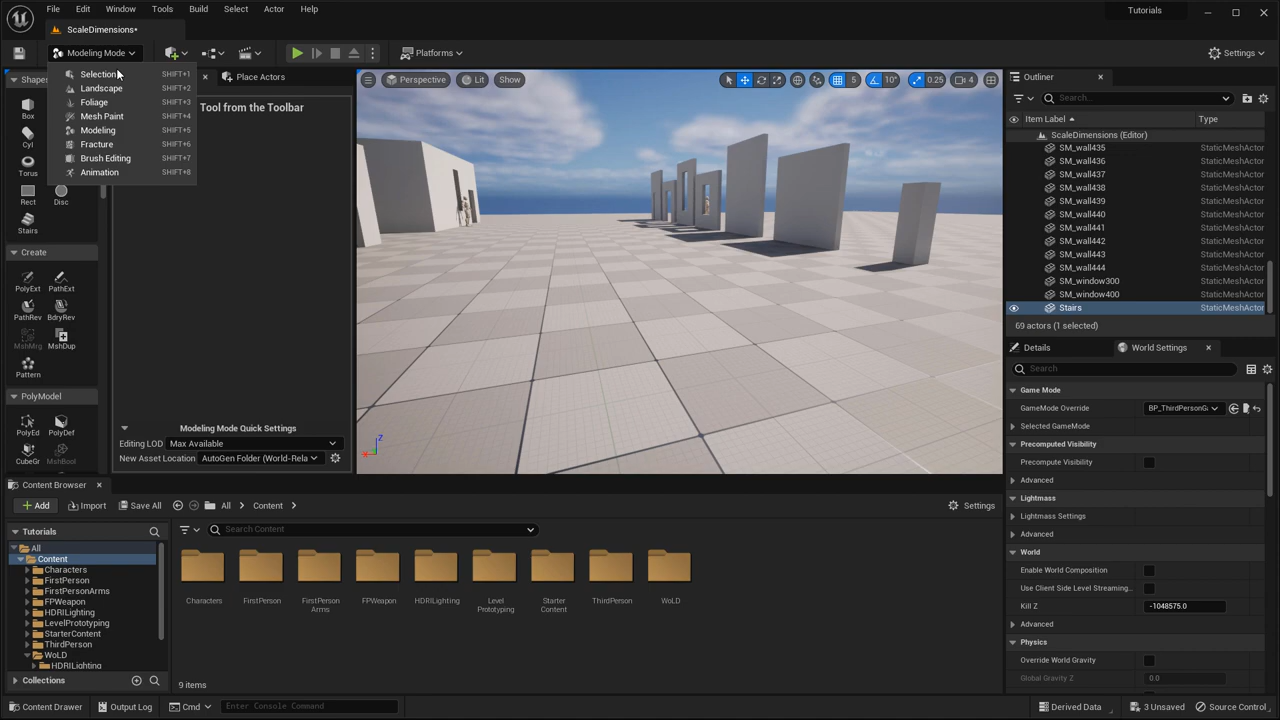 File Edit Window Tools Build Select Actor Help
Tutorials
ScaleDimensions*
Modeling Mode
Platforms
Settings
Selection SHIFT+1
Landscape SHIFT+2
Foliage SHIFT+3
Mesh Paint SHIFT+4
Modeling SHIFT+5
Fracture SHIFT+6
Brush Editing SHIFT+7
Animation SHIFT+8
Shapes
Box
Cyl
Torus
Rect Disc
Stairs
Create
PolyExt PathExt
PathRev BdryRev
MshMrg MshDup
Pattern
PolyModel
PolyEd PolyDef
CubeGr MshBool
Place Actors
Tool from the Toolbar
Modeling Mode Quick Settings
Editing LOD Max Available
New Asset Location AutoGen Folder (World-Rela
Perspective Lit Show
5 10° 0.25 4
Z
Outliner
Search...
Item Label Type
ScaleDimensions (Editor)
SM_wall435 StaticMeshActor
SM_wall436 StaticMeshActor
SM_wall437 StaticMeshActor
SM_wall438 StaticMeshActor
SM_wall439 StaticMeshActor
SM_wall440 StaticMeshActor
SM_wall441 StaticMeshActor
SM_wall442 StaticMeshActor
SM_wall443 StaticMeshActor
SM_wall444 StaticMeshActor
SM_window300 StaticMeshActor
SM_window400 StaticMeshActor
Stairs StaticMeshActor
69 actors (1 selected)
Details World Settings
Search
Game Mode
GameMode Override BP_ThirdPersonG
Selected GameMode
Precomputed Visibility
Precompute Visibility
Advanced
Lightmass
Lightmass Settings
Advanced
World
Enable World Composition
Use Client Side Level Streaming...
Kill Z -1048575.0
Advanced
Physics
Override World Gravity
Global Gravity Z 0.0
Content Browser
Add Import Save All All Content Settings
Tutorials
Search Content
All
Content
Characters
FirstPerson
FirstPersonArms
FPWeapon
HDRILighting
LevelPrototyping
StarterContent
ThirdPerson
WoLD
HDRILighting
Collections
Characters FirstPerson FirstPerson FPWeapon HDRILighting Level Starter ThirdPerson WoLD
Arms Prototyping Content
9 items
Content Drawer Output Log Cmd Enter Console Command
Derived Data 3 Unsaved Source Control